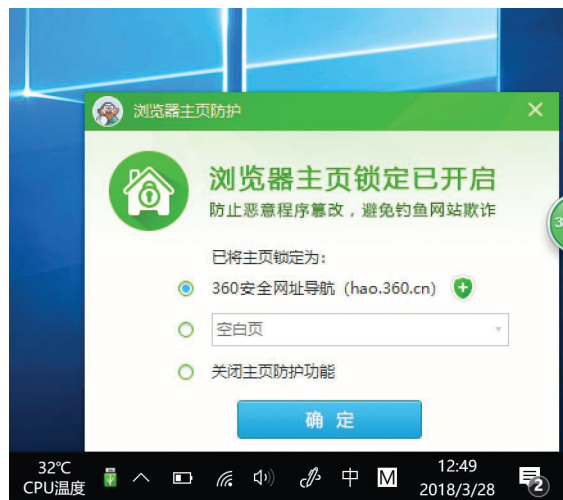 浏览器主页防护
浏览器主页锁定已开启
防止恶意程序篡改，避免钓鱼网站欺诈
已将主页锁定为：
360安全网址导航 (hao.360.cn)
空白页
关闭主页防护功能
确 定
3
32℃
CPU温度
中
M
12:49
2018/3/28
2